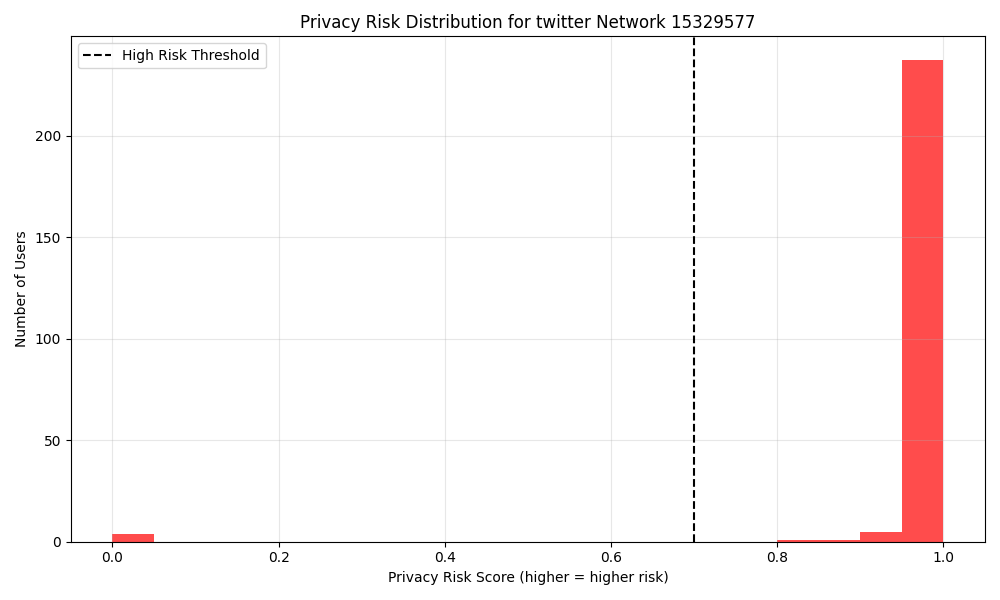 Privacy Risk Distribution for twitter Network 15329577
High Risk Threshold
Number of Users
200
150
100
50
0
0.0 0.2 0.4 0.6 0.8 1.0
Privacy Risk Score (higher = higher risk)